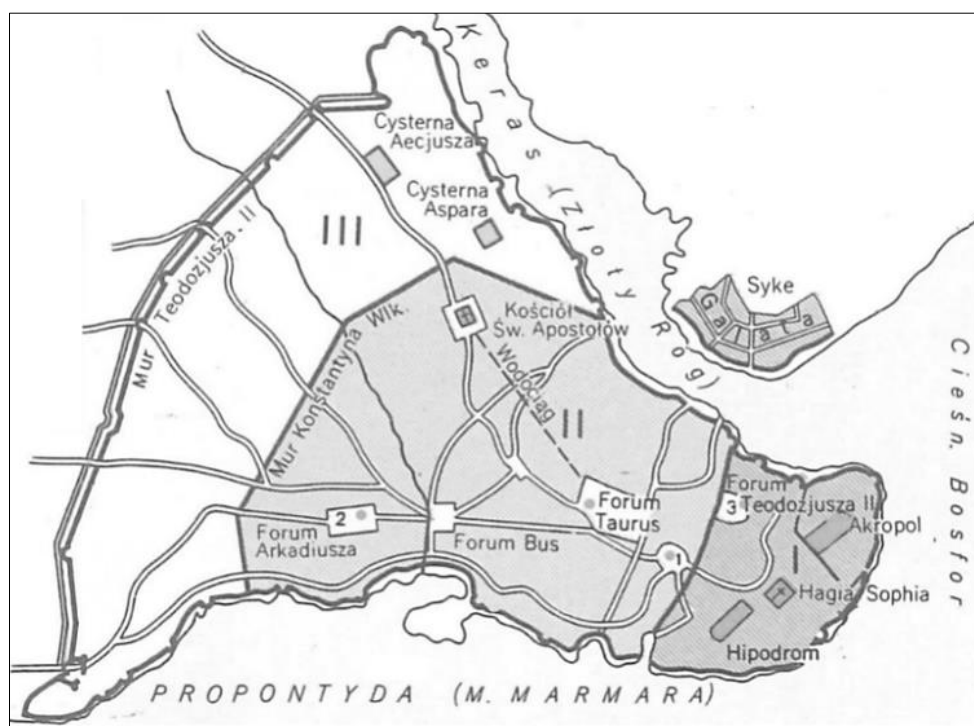 Keras (Złoty Róg)
Cysterna
Aecjusza
Cysterna
Aspara
III
Mur Teodozjusza II
Syke
Galata
Kościół
Św. Apostołów
Mur Konstantyna Wlk.
Wodociąg
II
Cieśn. Bosfor
Forum
Teodozjusza II
3
Akropol
Forum
Taurus
2
Forum
Arkadiusza
Forum Bus
1
I
Hagia Sophia
Hipodrom
PROPONTYDA (M. MARMARA)